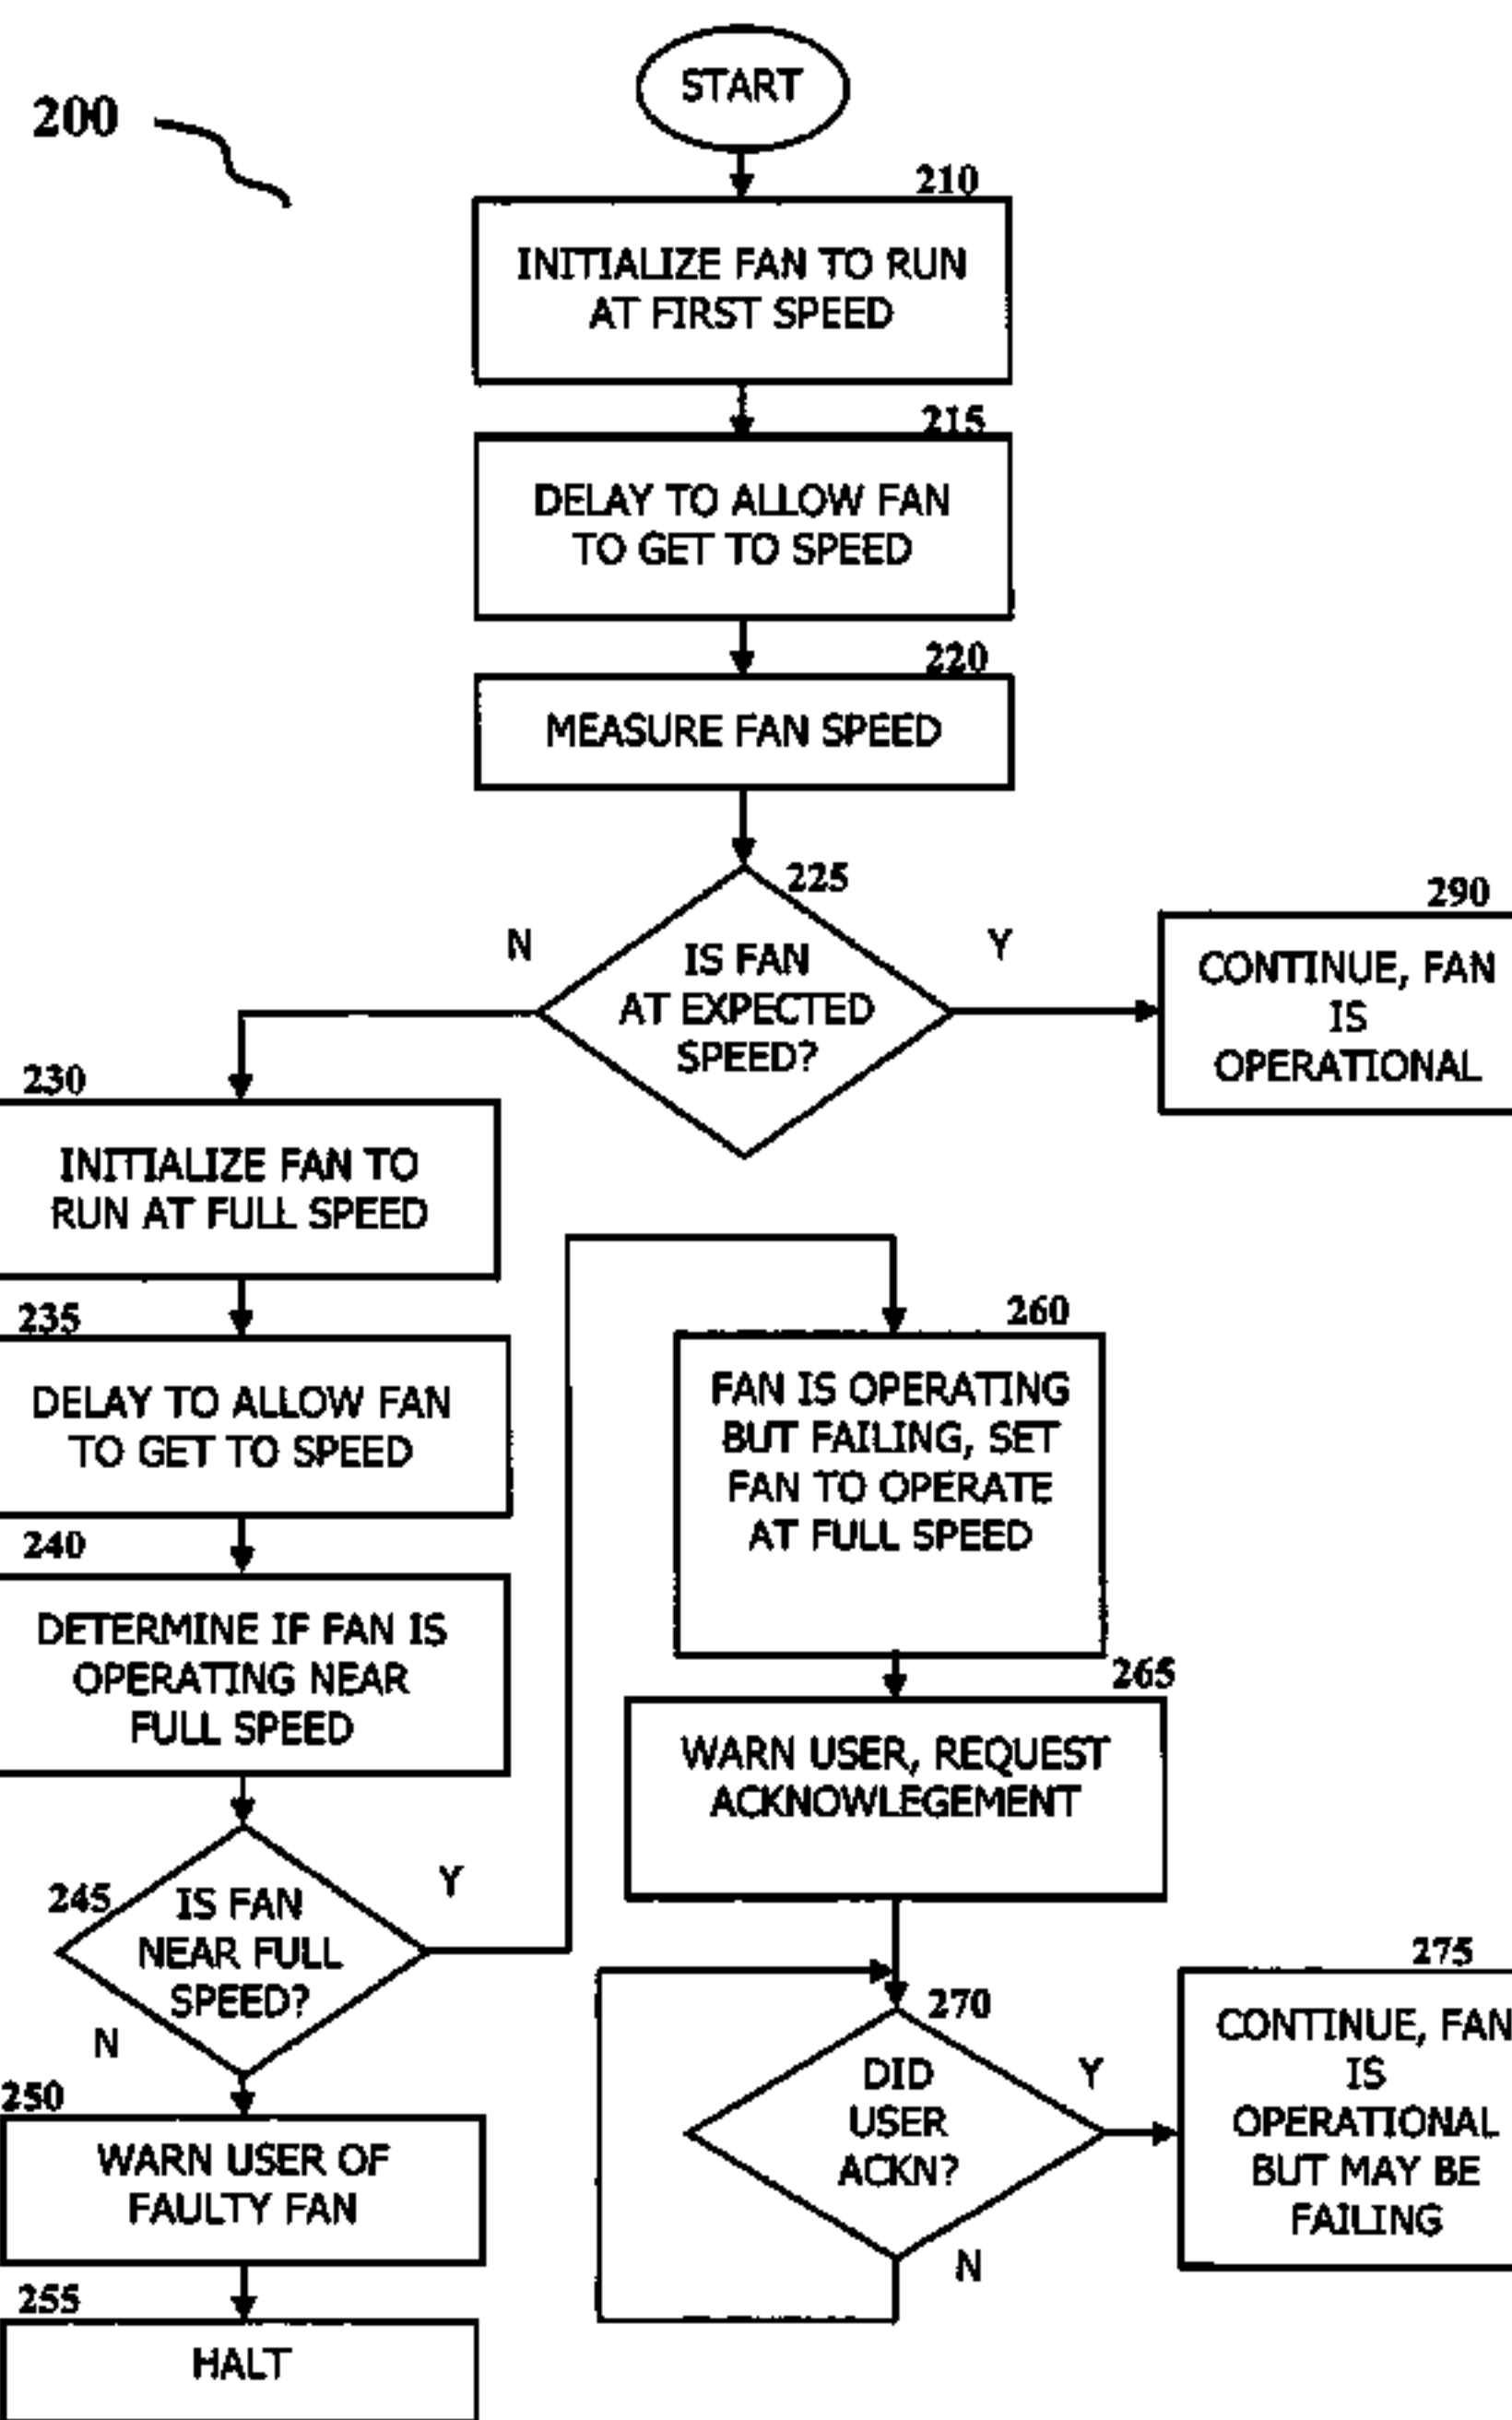 200
START
210
INITIALIZE FAN TO RUN
AT FIRST SPEED
215
DELAY TO ALLOW FAN
TO GET TO SPEED
220
MEASURE FAN SPEED
225
IS FAN
AT EXPECTED
SPEED?
N
Y
290
CONTINUE, FAN
IS
OPERATIONAL
230
INITIALIZE FAN TO
RUN AT FULL SPEED
235
DELAY TO ALLOW FAN
TO GET TO SPEED
240
DETERMINE IF FAN IS
OPERATING NEAR
FULL SPEED
245
IS FAN
NEAR FULL
SPEED?
Y
N
250
WARN USER OF
FAULTY FAN
255
HALT
260
FAN IS OPERATING
BUT FAILING, SET
FAN TO OPERATE
AT FULL SPEED
265
WARN USER, REQUEST
ACKNOWLEGEMENT
270
DID
USER
ACKN?
Y
N
275
CONTINUE, FAN
IS
OPERATIONAL
BUT MAY BE
FAILING